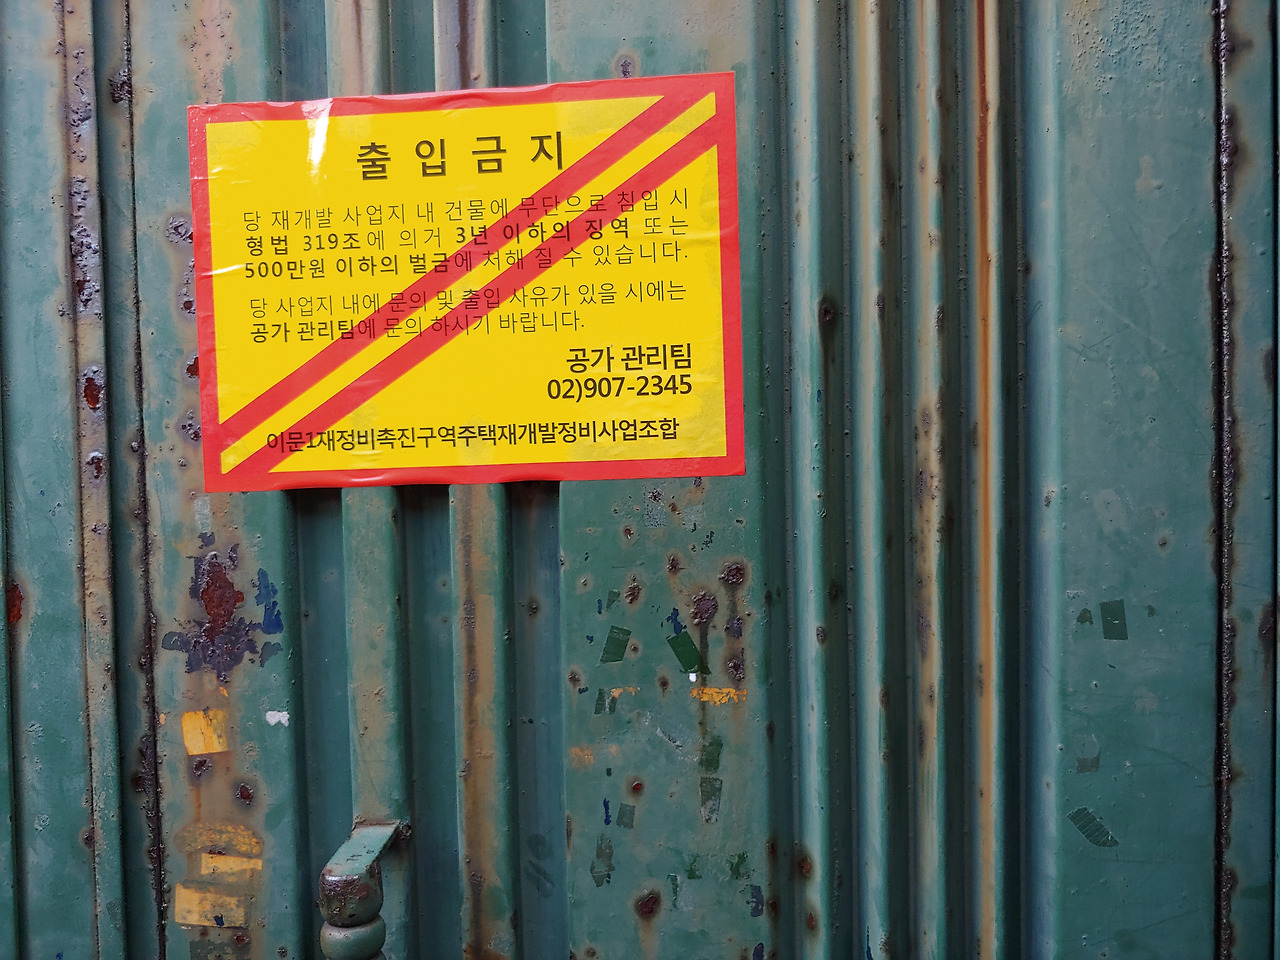 출 입 금 지
당 재개발 사업지 내 건물에 무단으로 침입 시
형법 319조에 의거 3년 이하의 징역 또는
500만원 이하의 벌금에 처해 질 수 있습니다.
당 사업지 내에 문의 및 출입 사유가 있을 시에는
공가 관리팀에 문의 하시기 바랍니다.
공가 관리팀
02)907-2345
이문1재정비촉진구역주택재개발정비사업조합